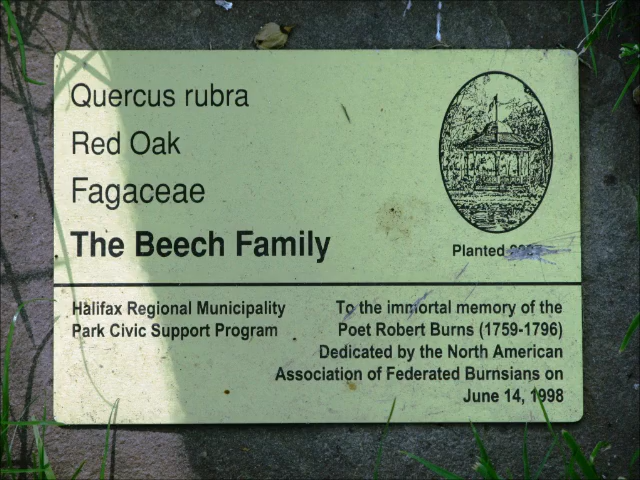 Quercus rubra
Red Oak
Fagaceae
The Beech Family
Planted
Halifax Regional Municipality
Park Civic Support Program
To the immortal memory of the
Poet Robert Burns (1759-1796)
Dedicated by the North American
Association of Federated Burnsians on
June 14, 1998